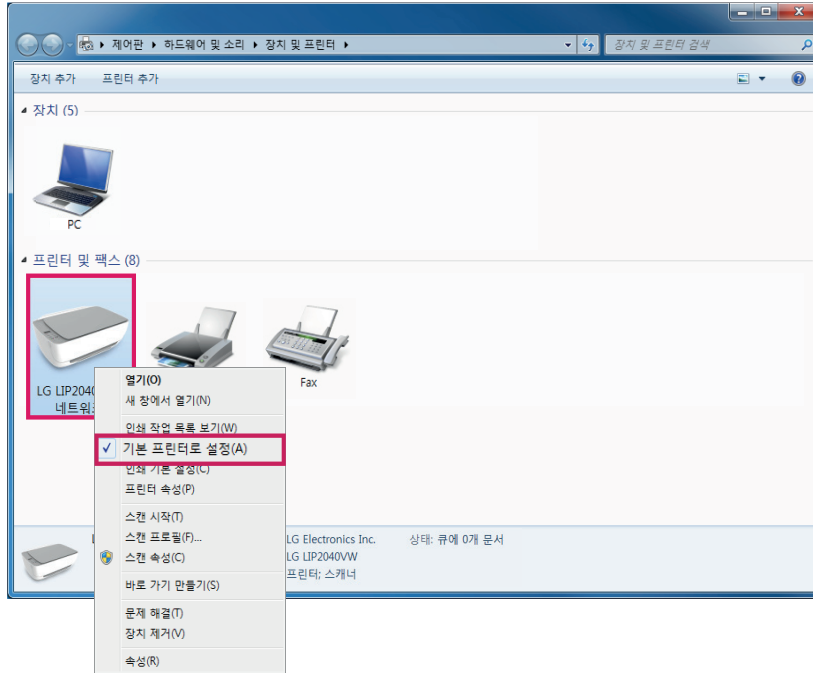 제어판 ▸ 하드웨어 및 소리 ▸ 장치 및 프린터 ▸
장치 및 프린터 검색
장치 추가 프린터 추가
장치 (5)
PC
프린터 및 팩스 (8)
LG LIP2040
네트워
Fax
열기(O)
새 창에서 열기(N)
인쇄 작업 목록 보기(W)
기본 프린터로 설정(A)
인쇄 기본 설정(C)
프린터 속성(P)
스캔 시작(T)
스캔 프로필(F)...
스캔 속성(C)
바로 가기 만들기(S)
문제 해결(T)
장치 제거(V)
속성(R)
LG Electronics Inc. 상태: 큐에 0개 문서
LG LIP2040VW
프린터; 스캐너